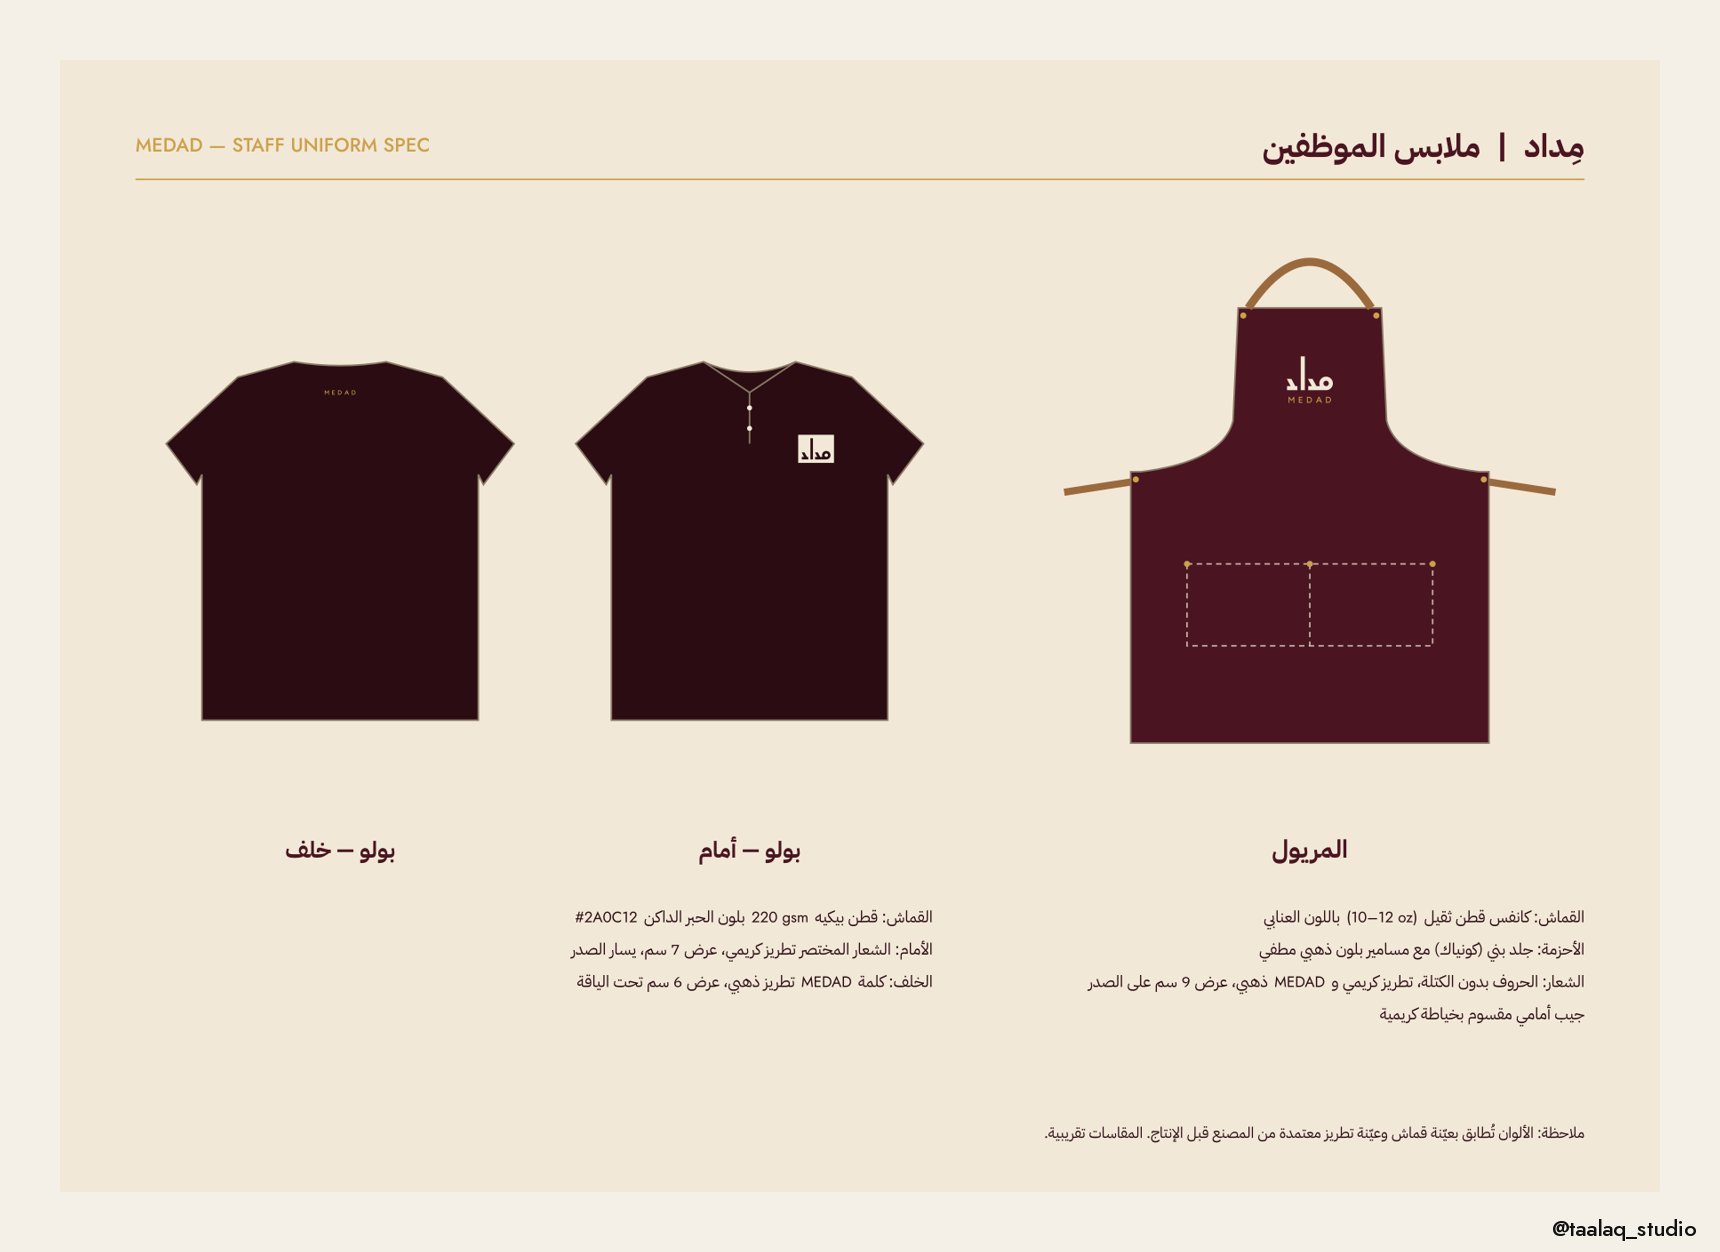 مِداد | ملابس الموظفين
MEDAD — STAFF UNIFORM SPEC
مداد
MEDAD
مداد
MEDAD
المريول
القماش: كانفس قطن ثقيل (10–12 oz) باللون العنابي
الأحزمة: جلد بني (كونياك) مع مسامير بلون ذهبي مطفي
الشعار: الحروف بدون الكتلة، تطريز كريمي و MEDAD ذهبي، عرض 9 سم على الصدر
جيب أمامي مقسوم بخياطة كريمية
بولو — أمام
القماش: قطن بيكيه 220 gsm بلون الحبر الداكن #2A0C12
الأمام: الشعار المختصر تطريز كريمي، عرض 7 سم، يسار الصدر
الخلف: كلمة MEDAD تطريز ذهبي، عرض 6 سم تحت الياقة
بولو — خلف
ملاحظة: الألوان تُطابق بعيّنة قماش وعيّنة تطريز معتمدة من المصنع قبل الإنتاج. المقاسات تقريبية.
@taalaq_studio